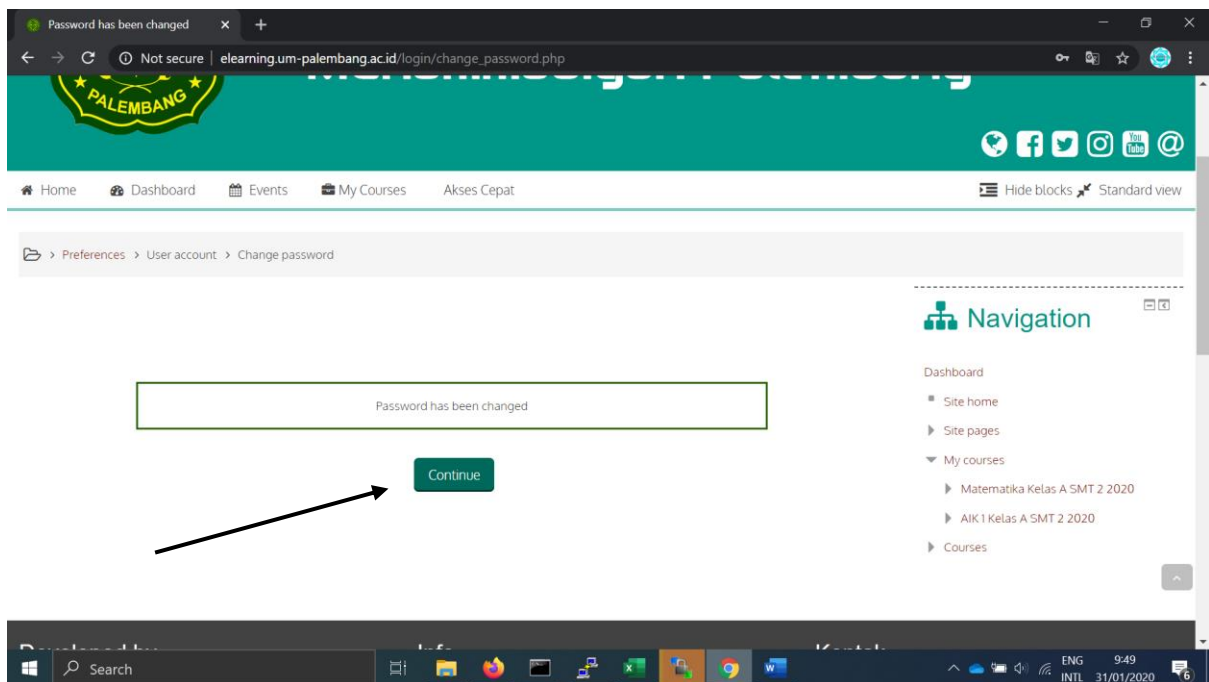 Password has been changed
Not secure | elearning.um-palembang.ac.id/login/change_password.php
PALEMBANG
You Tube
Home Dashboard Events My Courses Akses Cepat Hide blocks Standard view
> Preferences > User account > Change password
Navigation
Dashboard
Site home
Site pages
My courses
Matematika Kelas A SMT 2 2020
AIK 1 Kelas A SMT 2 2020
Courses
Password has been changed
Continue
Search
ENG 9:49
INTL 31/01/2020
6